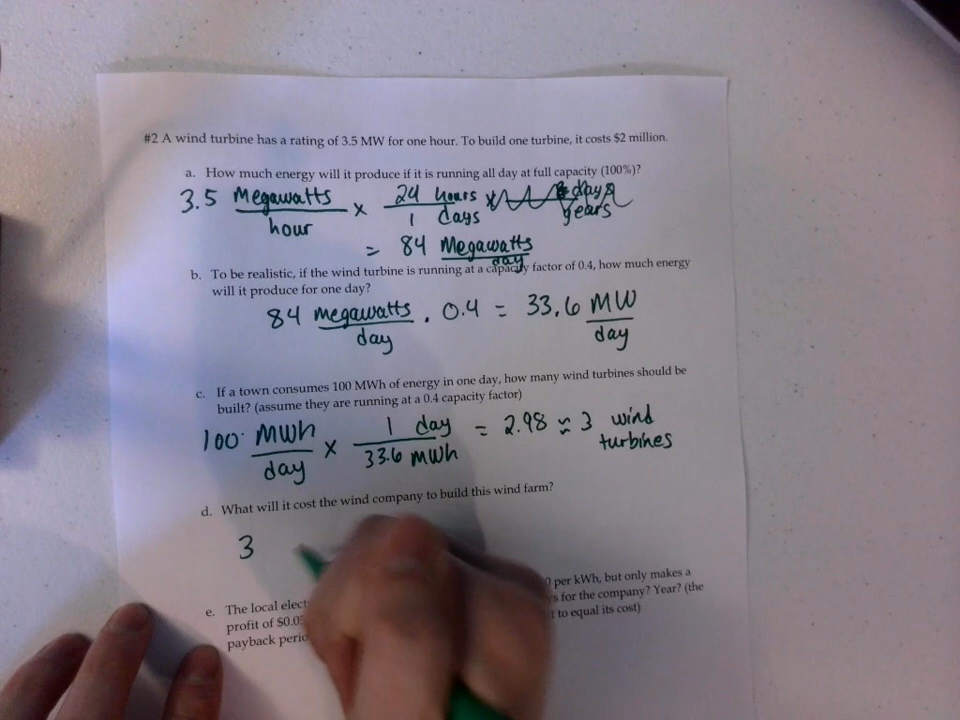 #2 A wind turbine has a rating of 3.5 MW for one hour. To build one turbine, it costs $2 million.
a. How much energy will it produce if it is running all day at full capacity (100%)?
3.5 Megawatts / hour x 24 hours / 1 days x days / years
= 84 Megawatts / day
b. To be realistic, if the wind turbine is running at a capacity factor of 0.4, how much energy
will it produce for one day?
84 megawatts / day . 0.4 = 33.6 MW / day
c. If a town consumes 100 MWh of energy in one day, how many wind turbines should be
built? (assume they are running at a 0.4 capacity factor)
100 MWh / day x 1 day / 33.6 MWh = 2.98 ≈ 3 wind
turbines
d. What will it cost the wind company to build this wind farm?
3
e. The local per kWh, but only makes a
profit of for the company? Year? (the
payback to equal its cost)